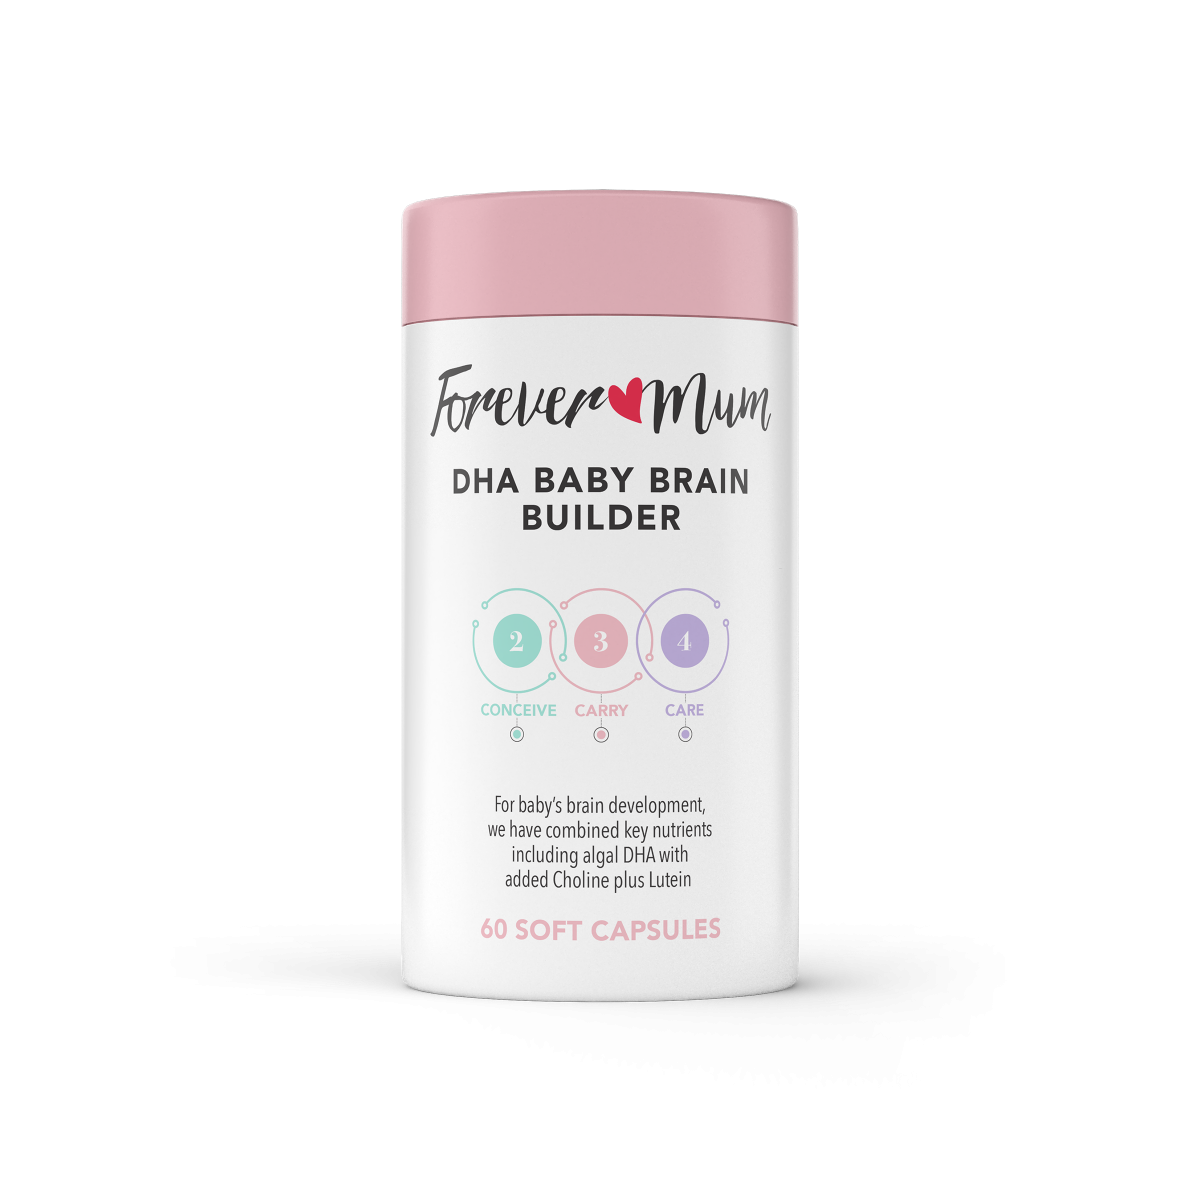 Forever Mum
DHA BABY BRAIN
BUILDER
2 3 4
CONCEIVE CARRY CARE
For baby's brain development,
we have combined key nutrients
including algal DHA with
added Choline plus Lutein
60 SOFT CAPSULES